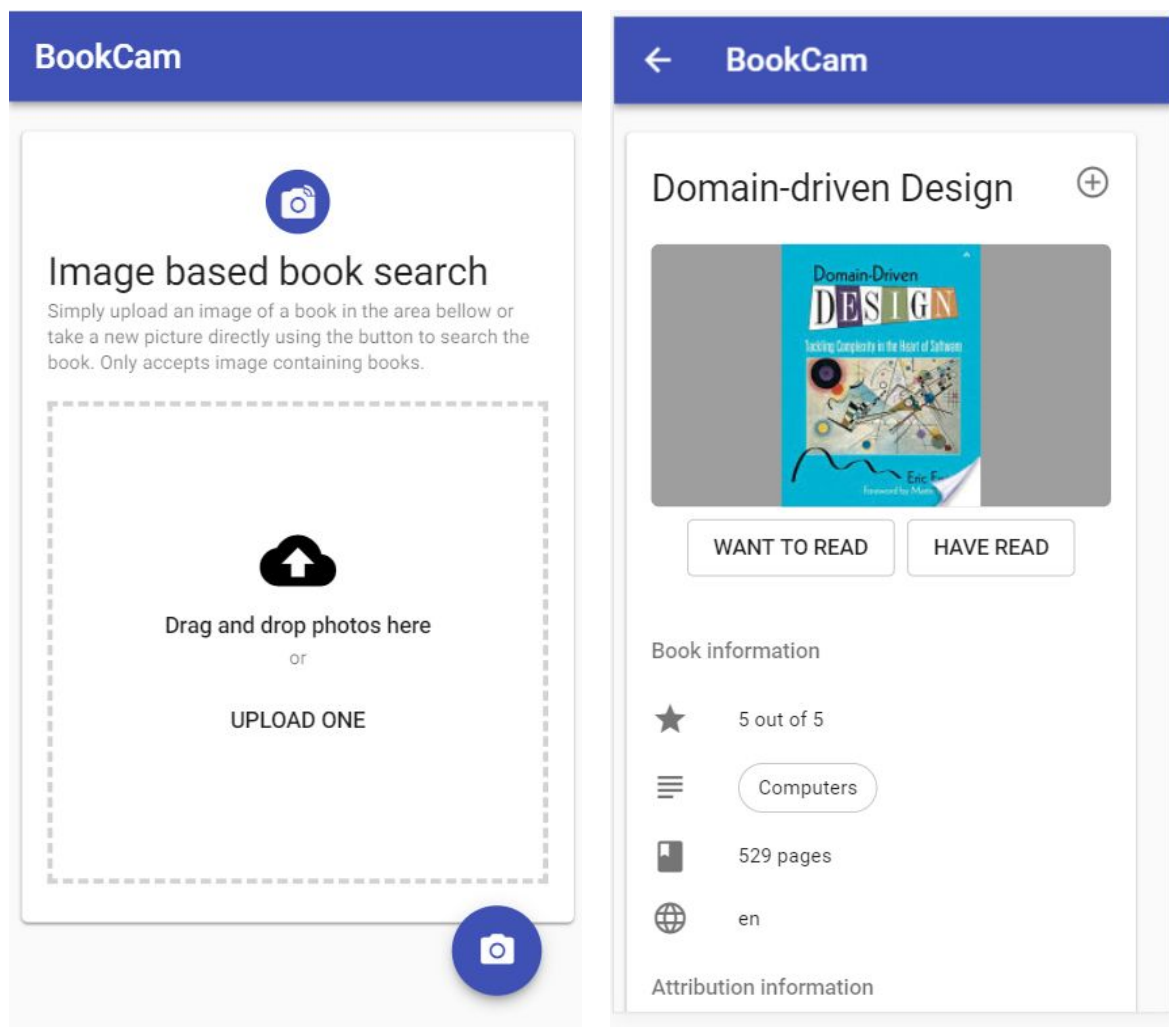 BookCam
Image based book search
Simply upload an image of a book in the area bellow or
take a new picture directly using the button to search the
book. Only accepts image containing books.
Drag and drop photos here
or
UPLOAD ONE
BookCam
Domain-driven Design
Domain-Driven
DESIGN
Tackling Complexity in the Heart of Software
Eric
Foreword by
WANT TO READ
HAVE READ
Book information
5 out of 5
Computers
529 pages
en
Attribution information